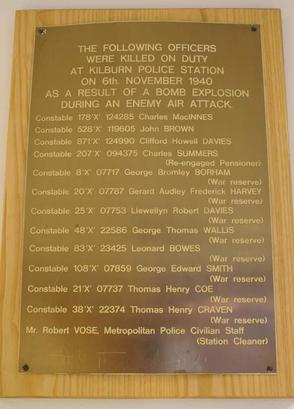 THE FOLLOWING OFFICERS
WERE KILLED ON DUTY
AT KILBURN POLICE STATION
ON 6th. NOVEMBER 1940
AS A RESULT OF A BOMB EXPLOSION
DURING AN ENEMY AIR ATTACK.
Constable 178'X' 124285 Charles MacINNES
Constable 528'X' 119605 John BROWN
Constable 871'X' 124990 Clifford Howell DAVIES
Constable 207'X' 094375 Charles SUMMERS
(Re-engaged Pensioner)
Constable 8'X' 07717 George Bromley BORHAM
(War reserve)
Constable 20'X' 07787 Gerard Audley Frederick HARVEY
(War reserve)
Constable 25'X' 07753 Llewellyn Robert DAVIES
(War reserve)
Constable 48'X' 22586 George Thomas WALLIS
(War reserve)
Constable 83'X' 23425 Leonard BOWES
(War reserve)
Constable 108'X' 07859 George Edward SMITH
(War reserve)
Constable 21'X' 07737 Thomas Henry COE
(War reserve)
Constable 38'X' 22374 Thomas Henry CRAVEN
(War reserve)
Mr. Robert VOSE, Metropolitan Police Civilian Staff
(Station Cleaner)